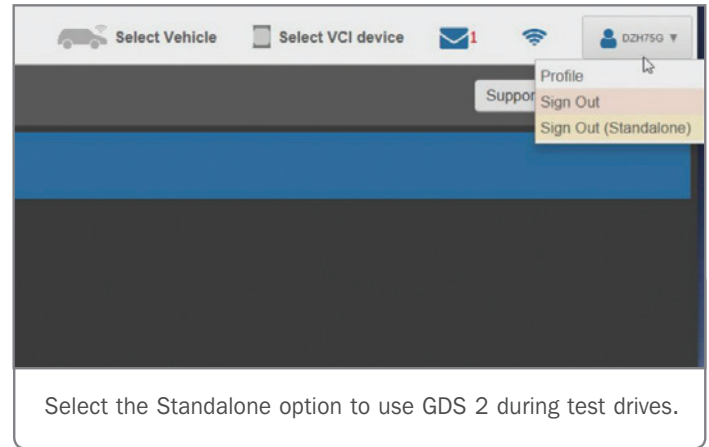 Select Vehicle Select VCI device 1 DZH75G ▼
Profile
Suppor Sign Out
Sign Out (Standalone)
Select the Standalone option to use GDS 2 during test drives.